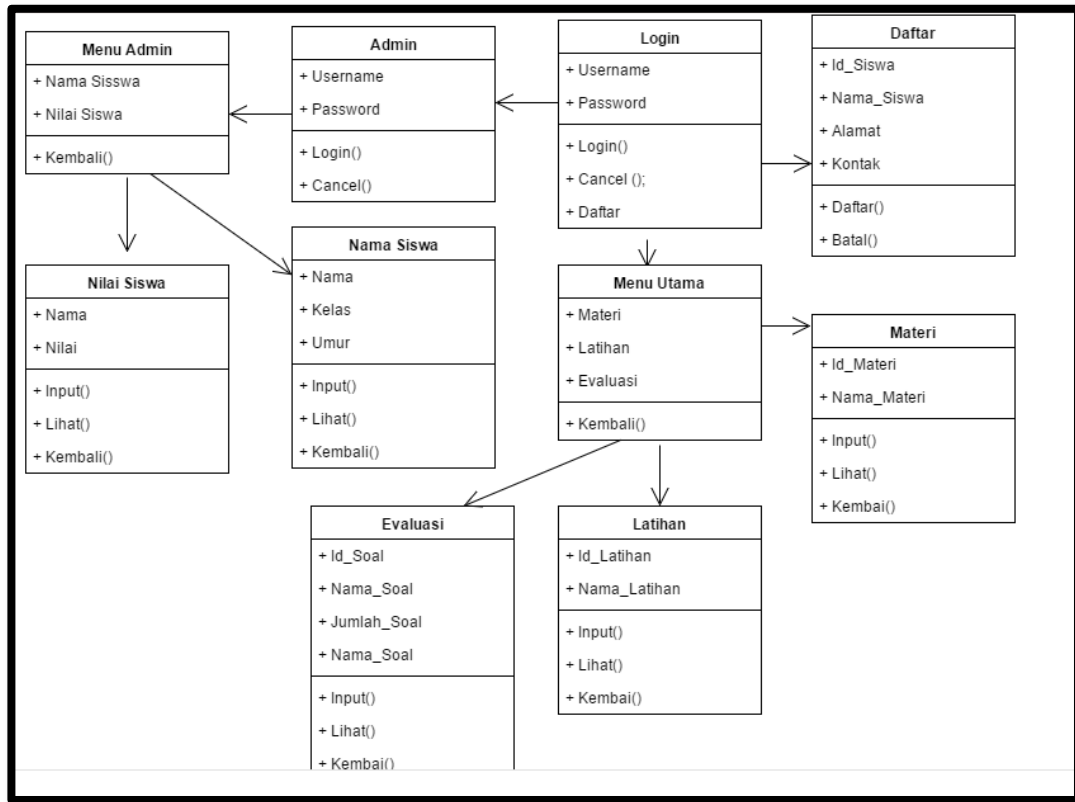 Menu Admin
+ Nama Sisswa
+ Nilai Siswa
+ Kembali()
Admin
+ Username
+ Password
+ Login()
+ Cancel()
Login
+ Username
+ Password
+ Login()
+ Cancel ();
+ Daftar
Daftar
+ Id_Siswa
+ Nama_Siswa
+ Alamat
+ Kontak
+ Daftar()
+ Batal()
Nilai Siswa
+ Nama
+ Nilai
+ Input()
+ Lihat()
+ Kembali()
Nama Siswa
+ Nama
+ Kelas
+ Umur
+ Input()
+ Lihat()
+ Kembali()
Menu Utama
+ Materi
+ Latihan
+ Evaluasi
+ Kembali()
Materi
+ Id_Materi
+ Nama_Materi
+ Input()
+ Lihat()
+ Kembai()
Evaluasi
+ Id_Soal
+ Nama_Soal
+ Jumlah_Soal
+ Nama_Soal
+ Input()
+ Lihat()
+ Kembai()
Latihan
+ Id_Latihan
+ Nama_Latihan
+ Input()
+ Lihat()
+ Kembai()